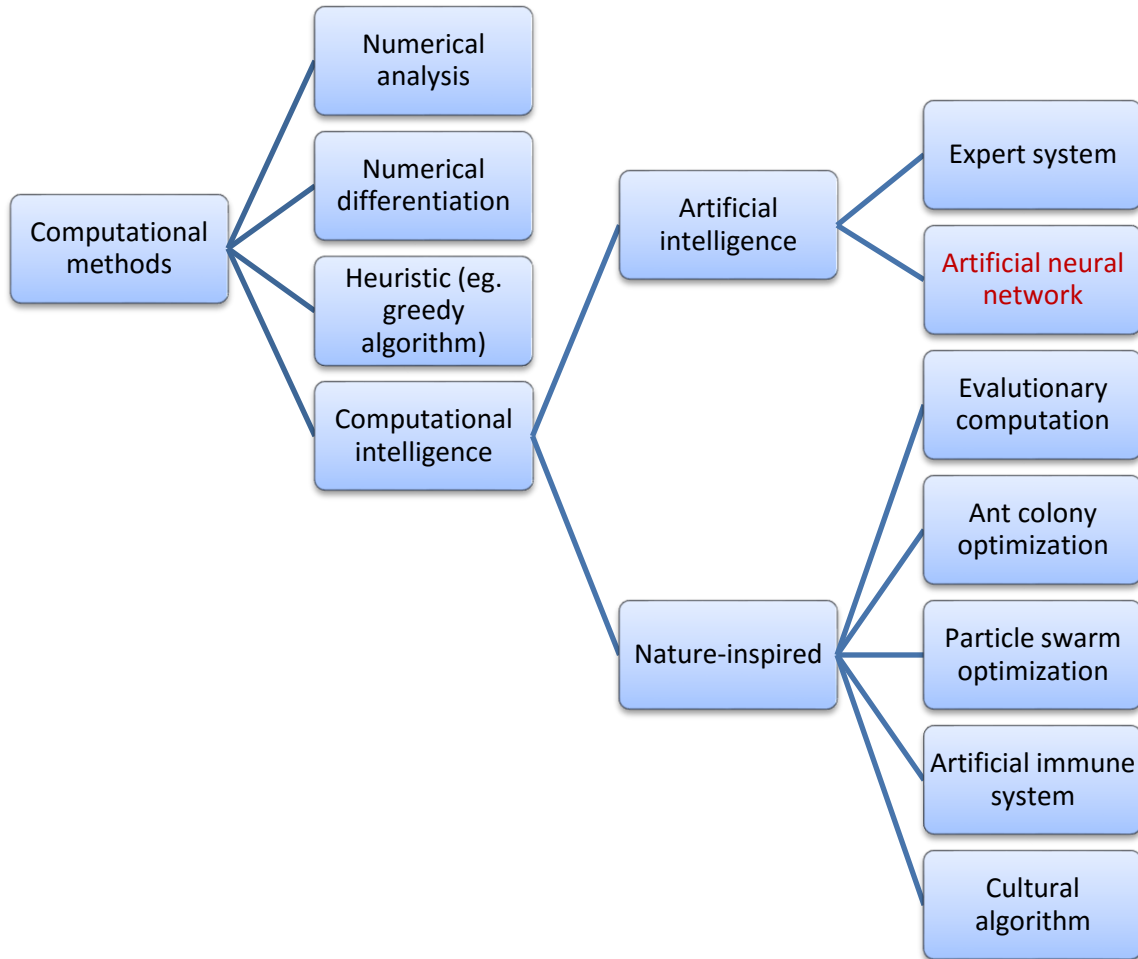 Numerical
analysis
Numerical
differentiation
Computational
methods
Heuristic (eg.
greedy
algorithm)
Computational
intelligence
Artificial
intelligence
Nature-inspired
Expert system
Artificial neural
network
Evalutionary
computation
Ant colony
optimization
Particle swarm
optimization
Artificial immune
system
Cultural
algorithm